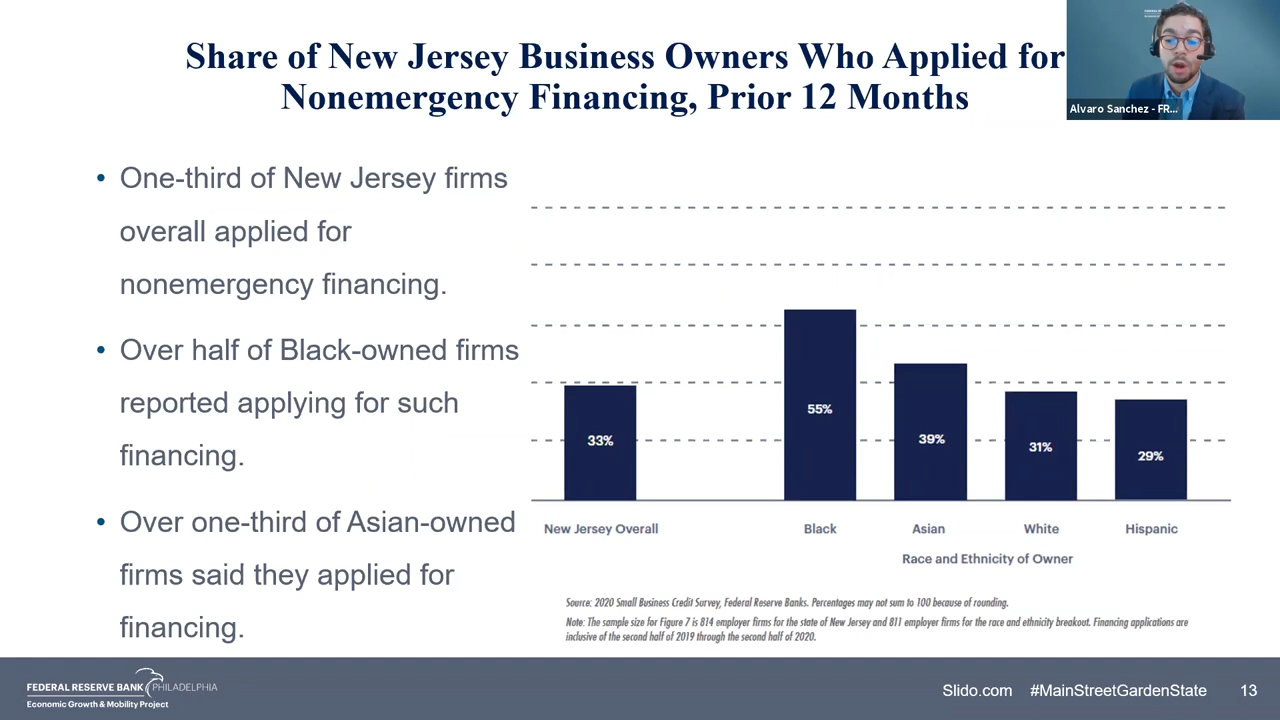 Share of New Jersey Business Owners Who Applied for
Nonemergency Financing, Prior 12 Months
Alvaro Sanchez - FR...
• One-third of New Jersey firms
overall applied for
nonemergency financing.
• Over half of Black-owned firms
reported applying for such
financing.
• Over one-third of Asian-owned
firms said they applied for
financing.
33%
55%
39%
31%
29%
New Jersey Overall
Black
Asian
White
Hispanic
Race and Ethnicity of Owner
Source: 2020 Small Business Credit Survey, Federal Reserve Banks. Percentages may not sum to 100 because of rounding.
Note: The sample size for Figure 7 is 814 employer firms for the state of New Jersey and 811 employer firms for the race and ethnicity breakout. Financing applications are
inclusive of the second half of 2019 through the second half of 2020.
FEDERAL RESERVE BANK PHILADELPHIA
Economic Growth & Mobility Project
Slido.com #MainStreetGardenState 13